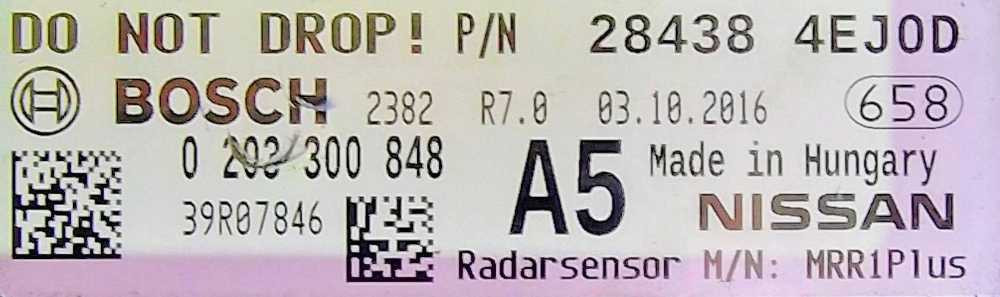 DO NOT DROP! P/N 28438 4EJ0D
BOSCH 2382 R7.0 03.10.2016 658
0 203 300 848 A5 Made in Hungary
39R07846 NISSAN
Radarsensor M/N: MRR1Plus